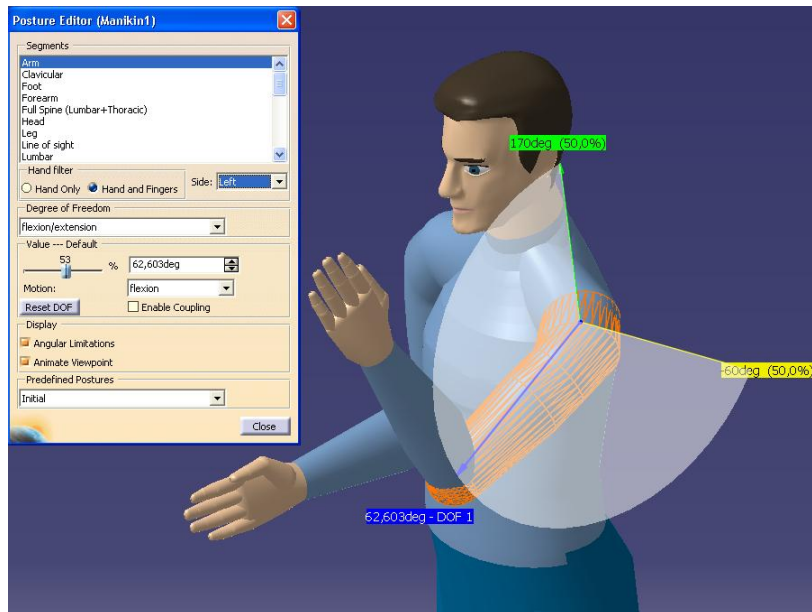 Posture Editor (Manikin1)
Segments
Arm
Clavicular
Foot
Forearm
Full Spine (Lumbar+Thoracic)
Head
Leg
Line of sight
Lumbar
Hand filter
Hand Only Hand and Fingers Side: Left
Degree of Freedom
flexion/extension
Value --- Default
53 % 62,603deg
Motion: flexion
Reset DOF Enable Coupling
Display
Angular Limitations
Animate Viewpoint
Predefined Postures
Initial
Close
170deg (50,0%)
-60deg (50,0%)
62,603deg - DOF 1